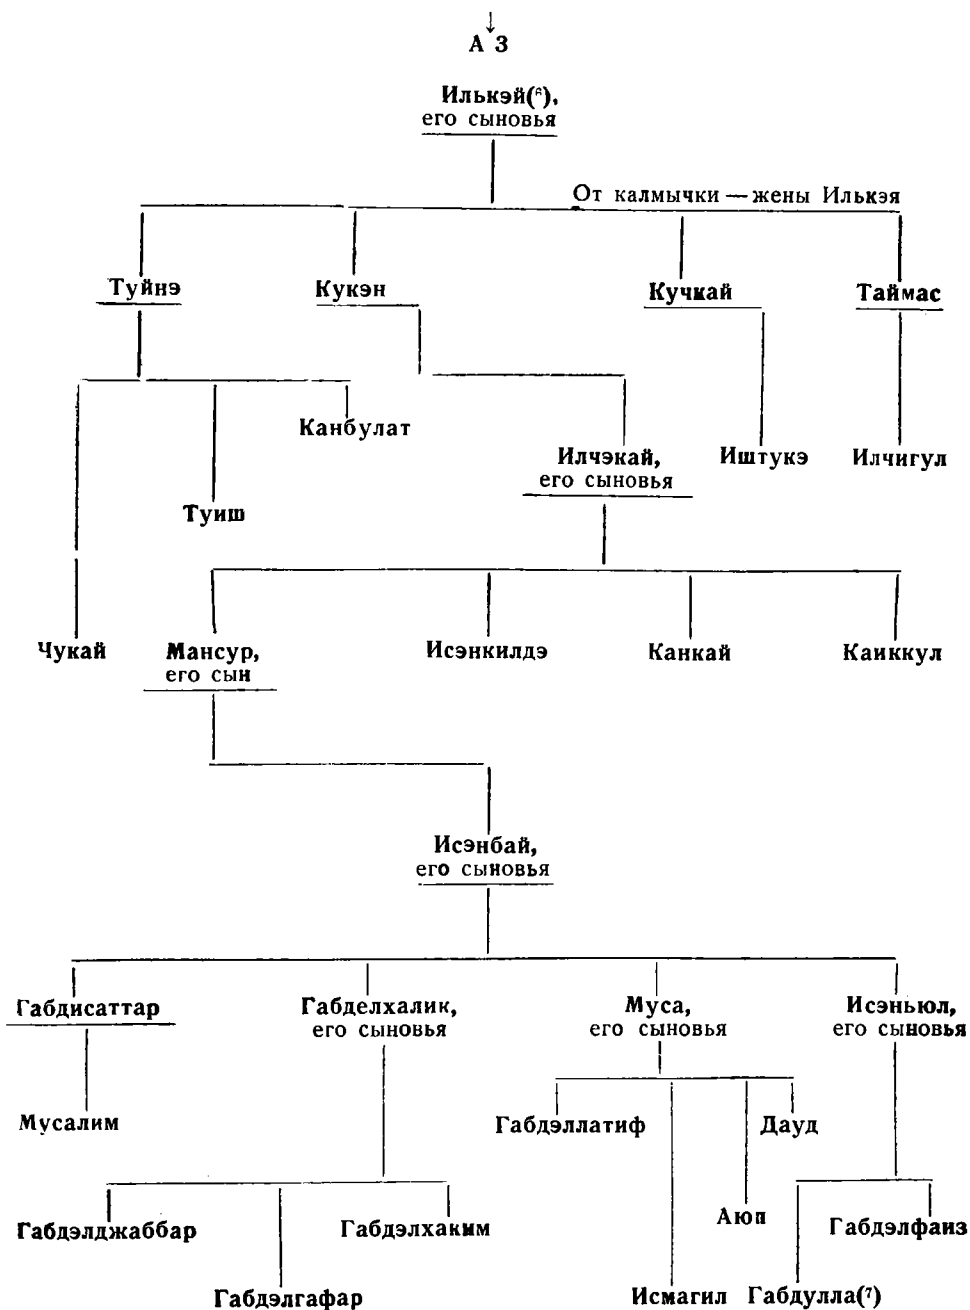 ↓
А 3
Илькэй(⁶),
его сыновья
От калмычки — жены Илькэя
Туйнэ Кукэн Кучкай Таймас
Канбулат
Илчэкай, Иштукэ Илчигул
его сыновья
Туиш
Чукай Мансур, Исэнкилдэ Канкай Каиккул
его сын
Исэнбай,
его сыновья
Габдисаттар Габделхалик, Муса, Исэньюл,
его сыновья его сыновья его сыновья
Мусалим Габдэллатиф Дауд
Аюп
Габдэлджаббар Габдэлхаким Габдэлфаиз
Габдэлгафар Исмагил Габдулла(⁷)